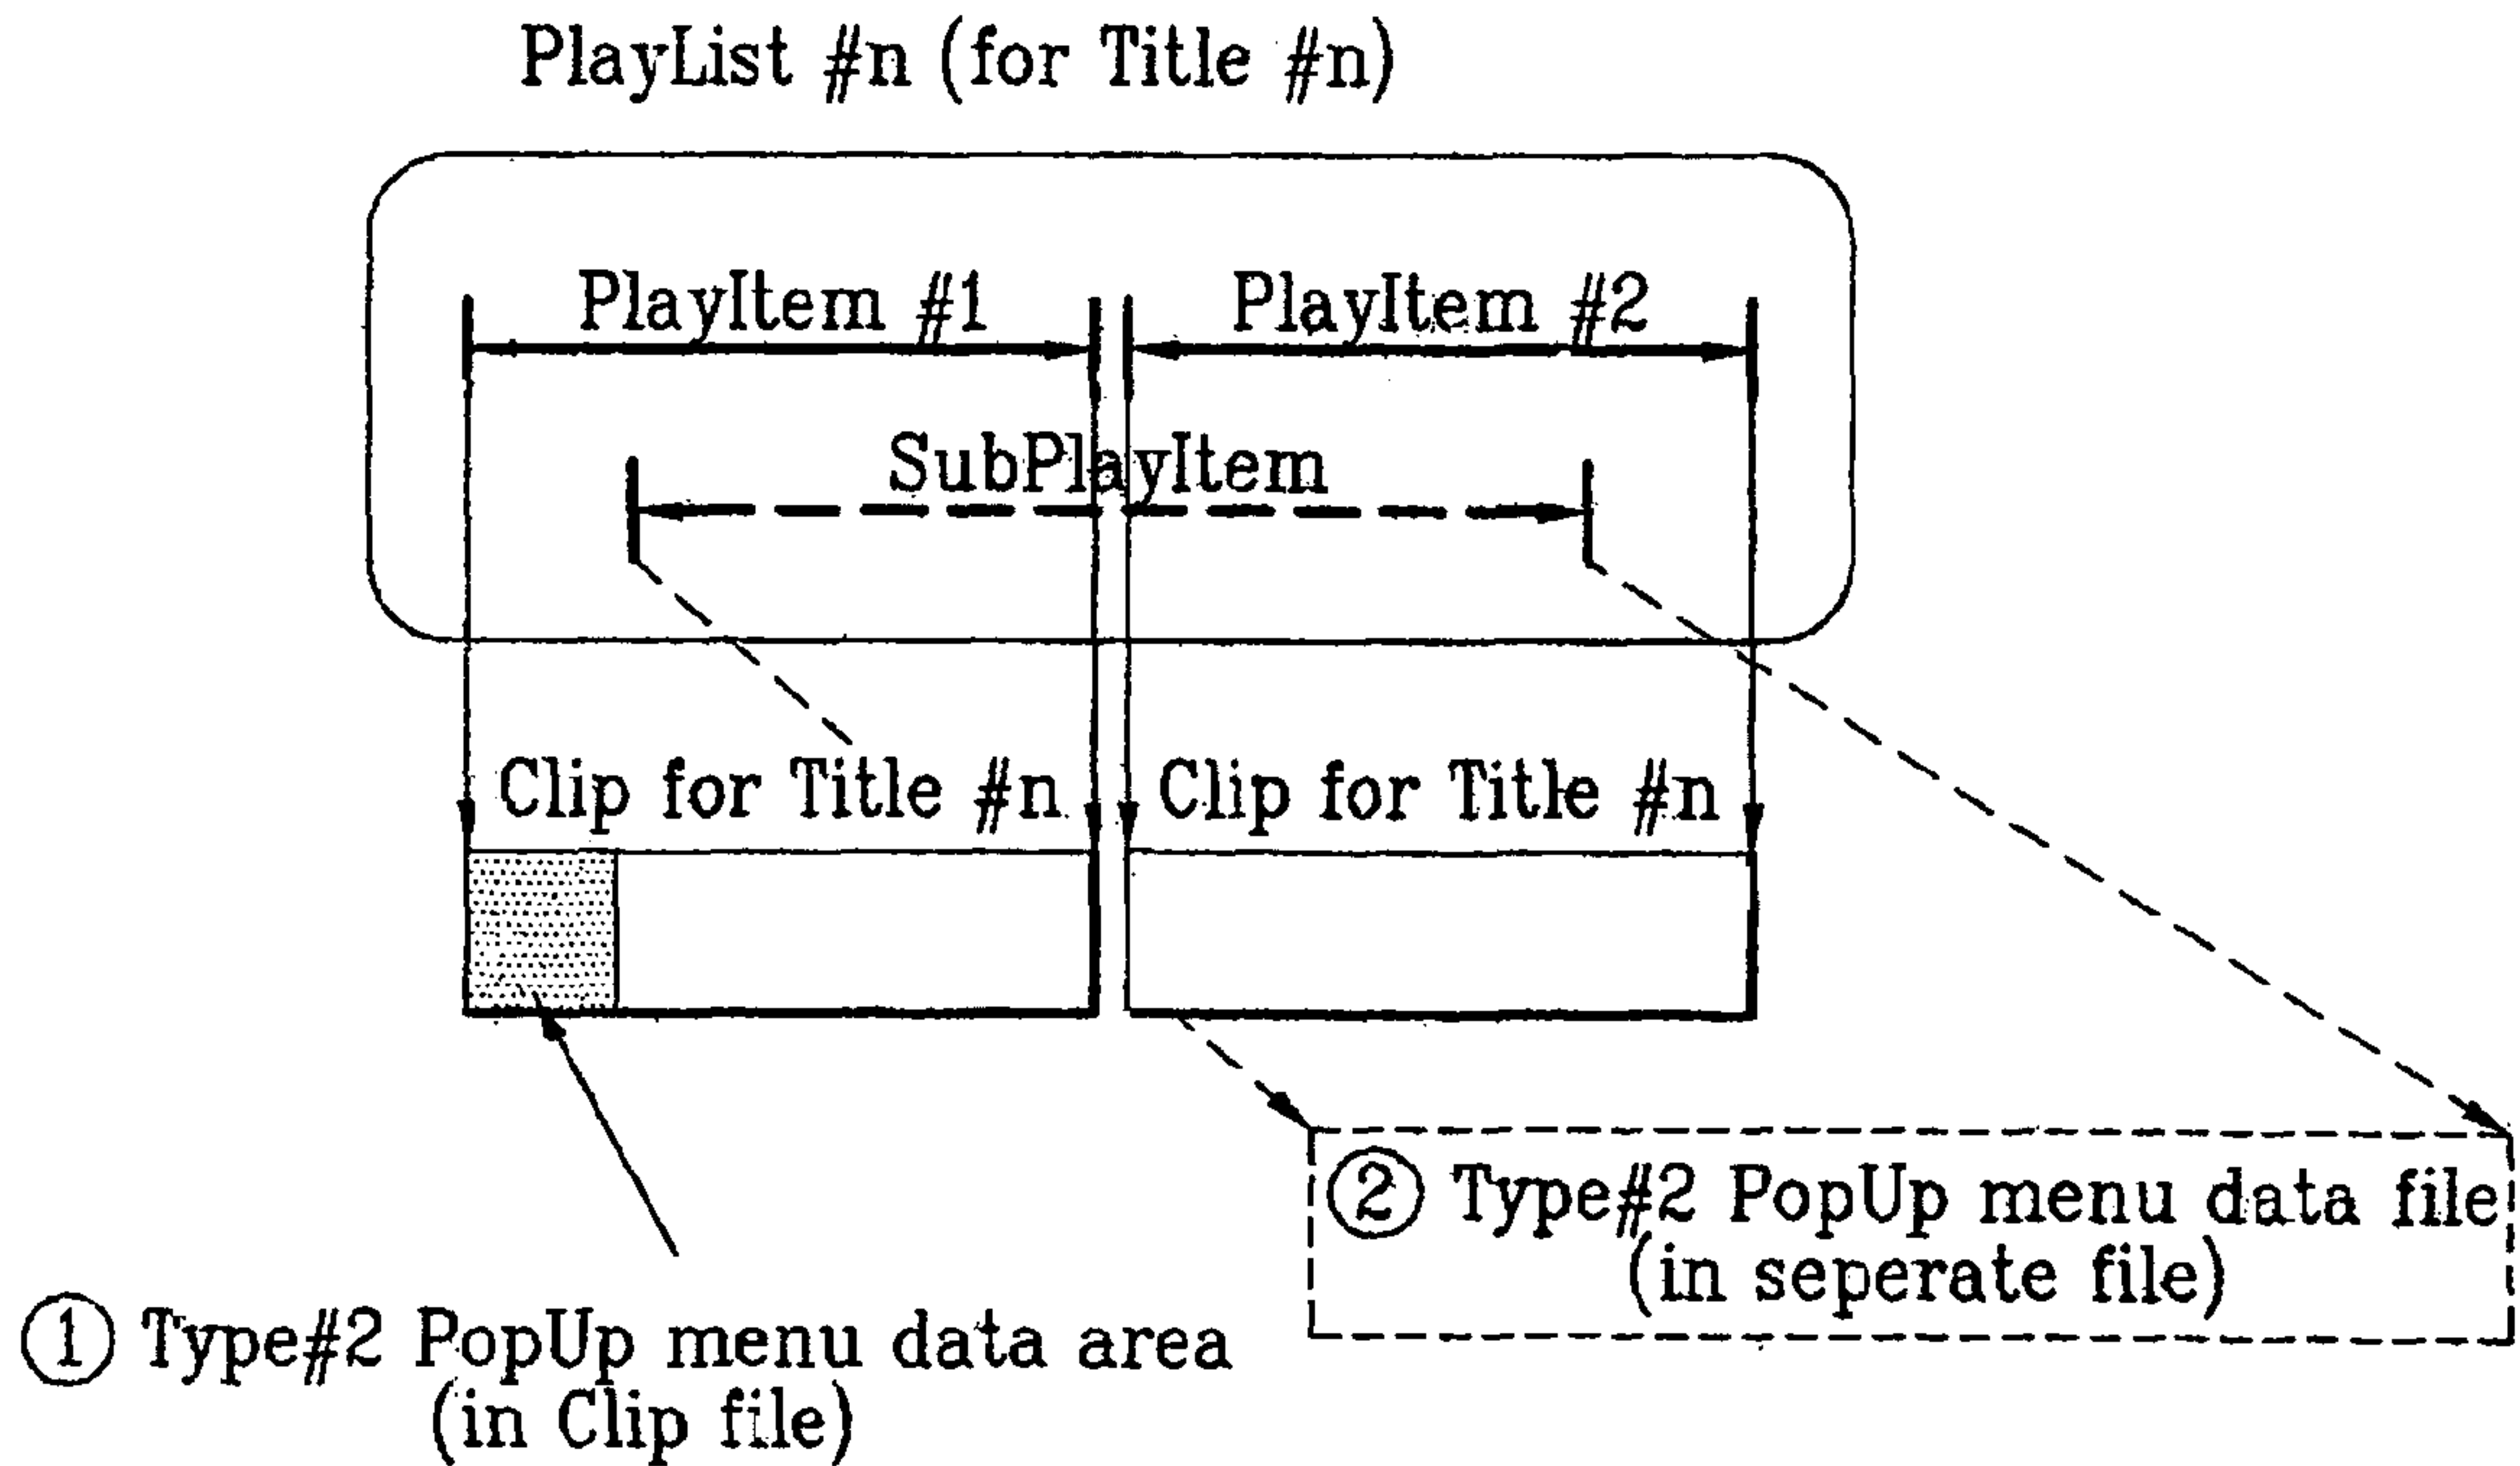 PlayList #n (for Title #n)
PlayItem #1
PlayItem #2
SubPlayItem
Clip for Title #n
Clip for Title #n
② Type#2 PopUp menu data file
(in seperate file)
① Type#2 PopUp menu data area
(in Clip file)